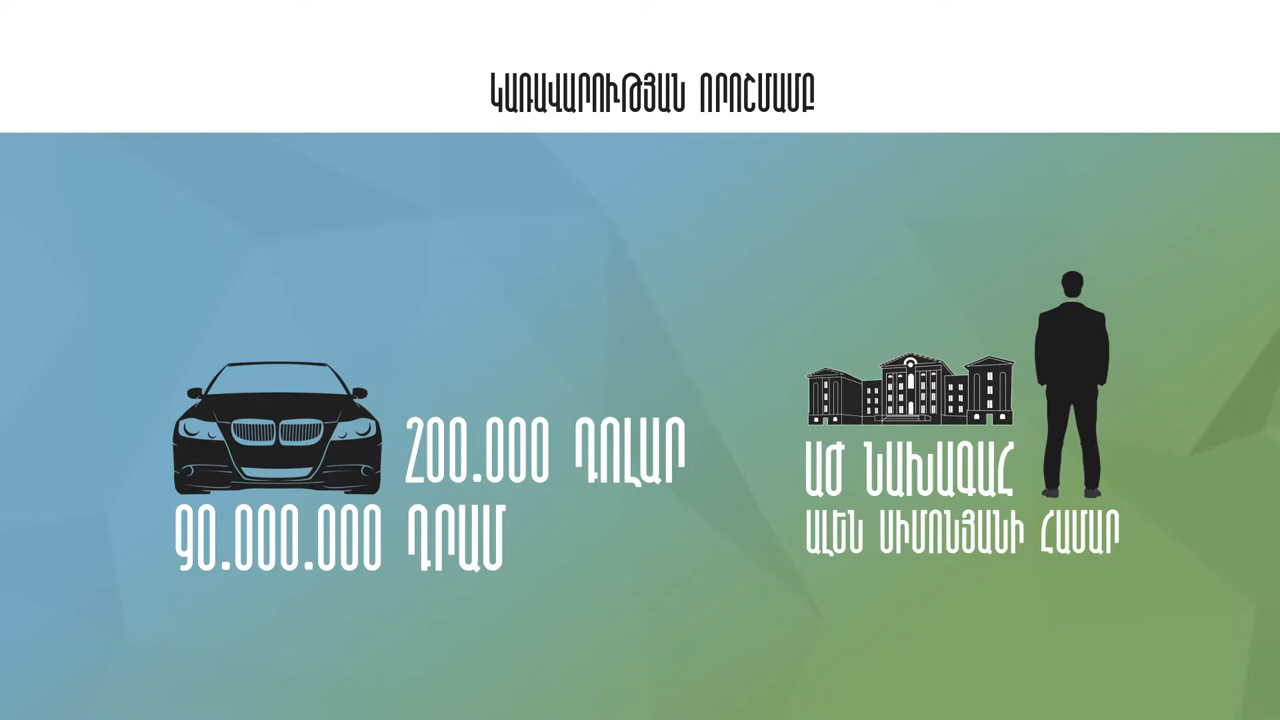 ԿԱՌԱՎԱՐՈՒԹՅԱՆ ՈՐՈՇՄԱՄԲ
200.000 ԴՈԼԱՐ
90.000.000 ԴՐԱՄ
ԱԺ ՆԱԽԱԳԱՀ
ԱԼԵՆ ՍԻՄՈՆՅԱՆԻ ՀԱՄԱՐ